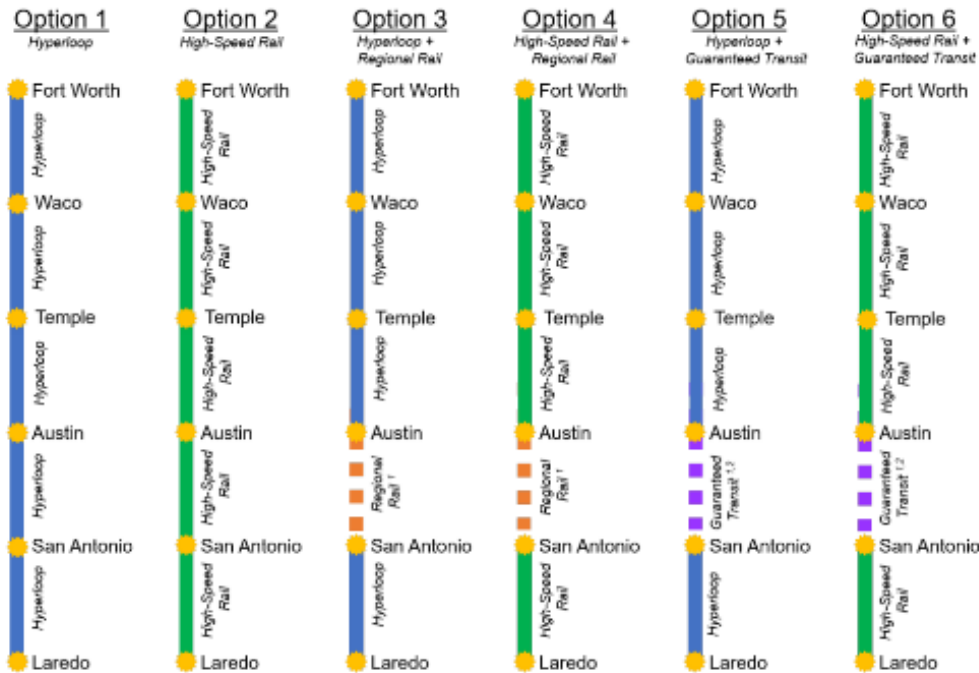 Option 1
Hyperloop
Fort Worth
Hyperloop
Waco
Hyperloop
Temple
Hyperloop
Austin
Hyperloop
San Antonio
Hyperloop
Laredo
Option 2
High-Speed Rail
Fort Worth
High-Speed
Rail
Waco
High-Speed
Rail
Temple
High-Speed
Rail
Austin
High-Speed
Rail
San Antonio
High-Speed
Rail
Laredo
Option 3
Hyperloop +
Regional Rail
Fort Worth
Hyperloop
Waco
Hyperloop
Temple
Hyperloop
Austin
Regional
Rail ¹
San Antonio
Hyperloop
Laredo
Option 4
High-Speed Rail +
Regional Rail
Fort Worth
High-Speed
Rail
Waco
High-Speed
Rail
Temple
High-Speed
Rail
Austin
Regional
Rail ¹
San Antonio
High-Speed
Rail
Laredo
Option 5
Hyperloop +
Guaranteed Transit
Fort Worth
Hyperloop
Waco
Hyperloop
Temple
Hyperloop
Austin
Guaranteed
Transit ¹,²
San Antonio
Hyperloop
Laredo
Option 6
High-Speed Rail +
Guaranteed Transit
Fort Worth
High-Speed
Rail
Waco
High-Speed
Rail
Temple
High-Speed
Rail
Austin
Guaranteed
Transit ¹,²
San Antonio
High-Speed
Rail
Laredo